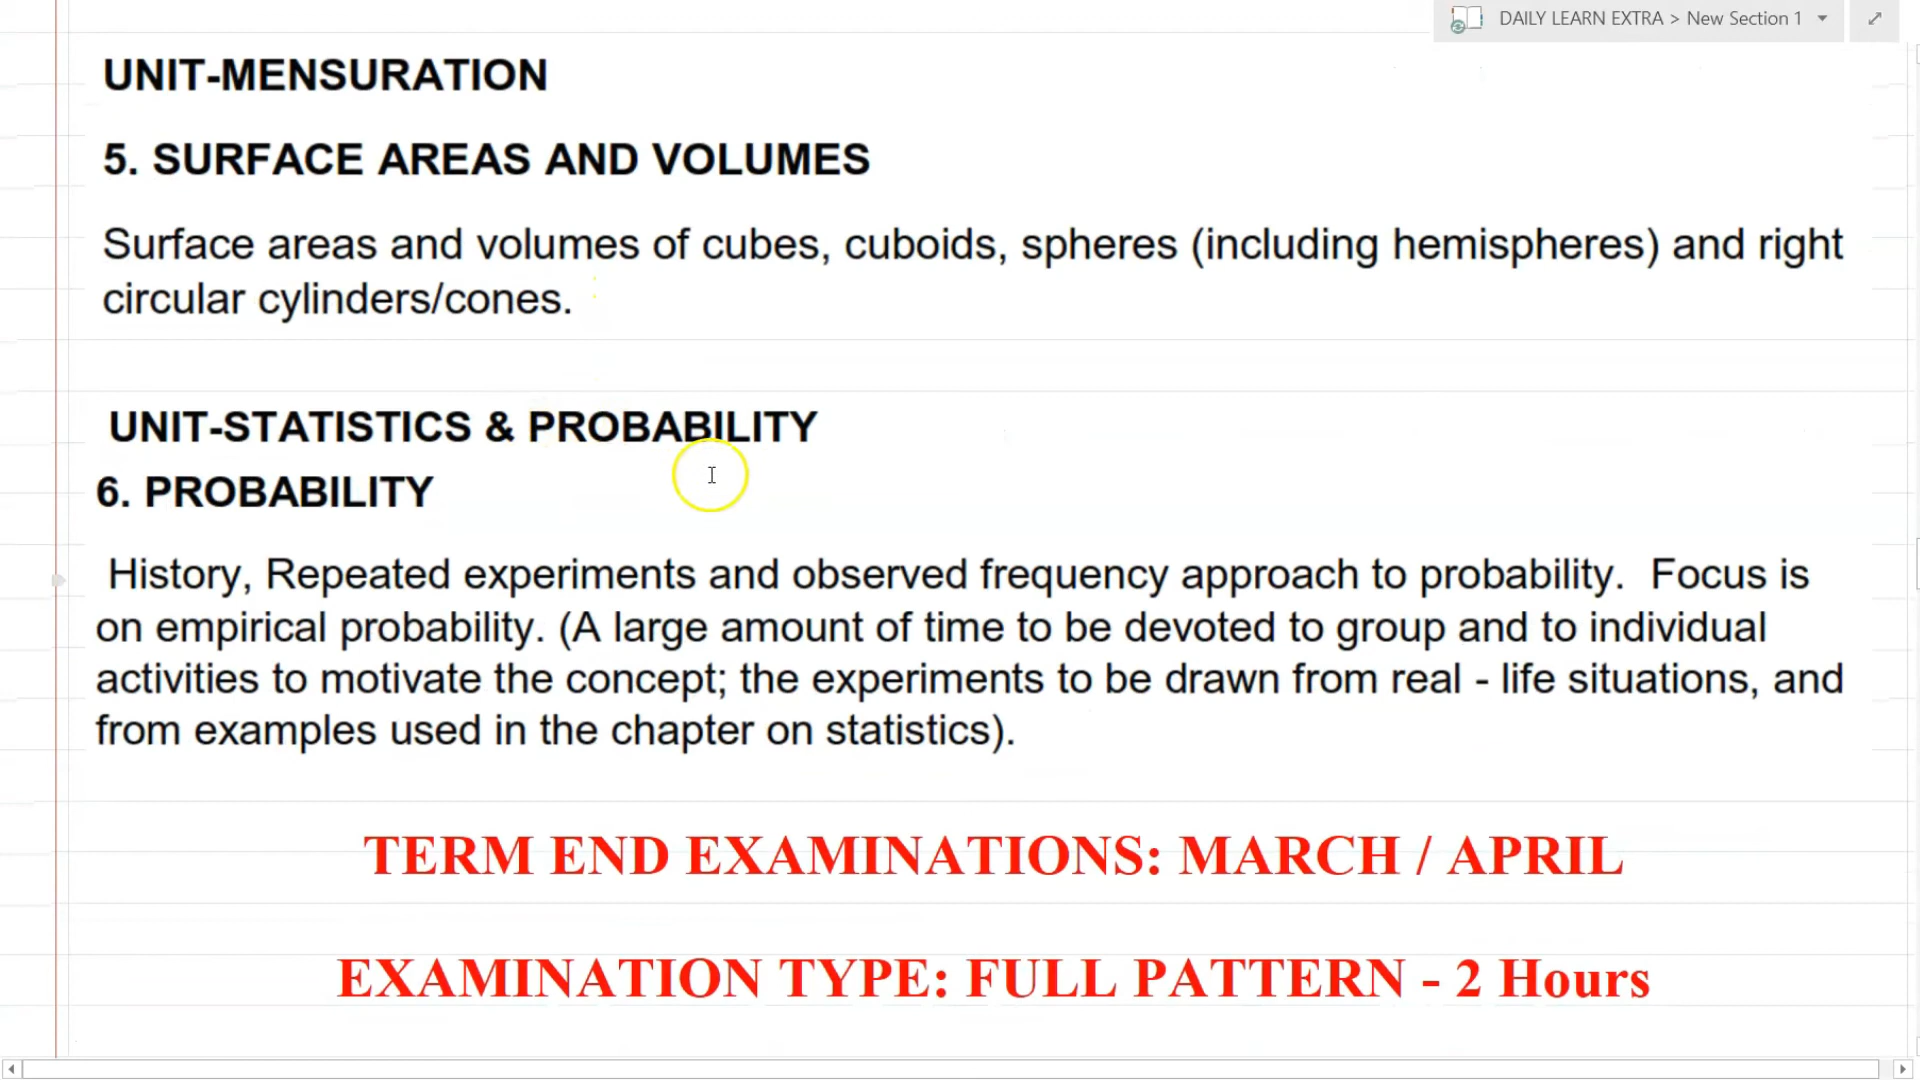 DAILY LEARN EXTRA > New Section 1
UNIT-MENSURATION
5. SURFACE AREAS AND VOLUMES
Surface areas and volumes of cubes, cuboids, spheres (including hemispheres) and right
circular cylinders/cones.
UNIT-STATISTICS & PROBABILITY
6. PROBABILITY
History, Repeated experiments and observed frequency approach to probability.  Focus is
on empirical probability. (A large amount of time to be devoted to group and to individual
activities to motivate the concept; the experiments to be drawn from real - life situations, and
from examples used in the chapter on statistics).
TERM END EXAMINATIONS: MARCH / APRIL
EXAMINATION TYPE: FULL PATTERN - 2 Hours